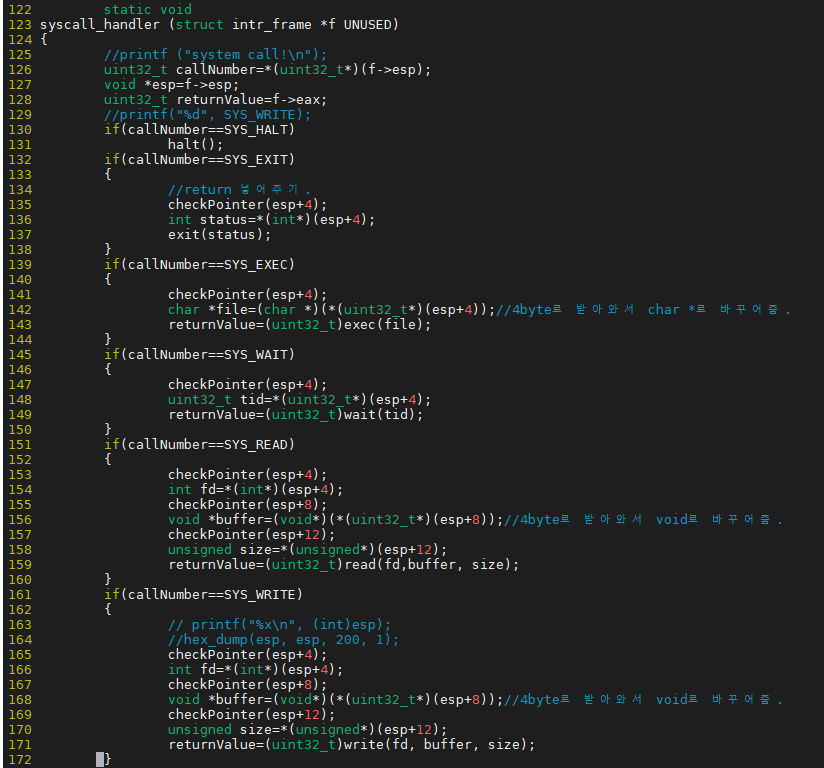 122         static void
123 syscall_handler (struct intr_frame *f UNUSED)
124 {
125         //printf ("system call!\n");
126         uint32_t callNumber=*(uint32_t*)(f->esp);
127         void *esp=f->esp;
128         uint32_t returnValue=f->eax;
129         //printf("%d", SYS_WRITE);
130         if(callNumber==SYS_HALT)
131                 halt();
132         if(callNumber==SYS_EXIT)
133         {
134                 //return 넣어주기.
135                 checkPointer(esp+4);
136                 int status=*(int*)(esp+4);
137                 exit(status);
138         }
139         if(callNumber==SYS_EXEC)
140         {
141                 checkPointer(esp+4);
142                 char *file=(char *)(*(uint32_t*)(esp+4));//4byte로 받아와서 char *로 바꾸어줌.
143                 returnValue=(uint32_t)exec(file);
144         }
145         if(callNumber==SYS_WAIT)
146         {
147                 checkPointer(esp+4);
148                 uint32_t tid=*(uint32_t*)(esp+4);
149                 returnValue=(uint32_t)wait(tid);
150         }
151         if(callNumber==SYS_READ)
152         {
153                 checkPointer(esp+4);
154                 int fd=*(int*)(esp+4);
155                 checkPointer(esp+8);
156                 void *buffer=(void*)(*(uint32_t*)(esp+8));//4byte로 받아와서 void로 바꾸어줌.
157                 checkPointer(esp+12);
158                 unsigned size=*(unsigned*)(esp+12);
159                 returnValue=(uint32_t)read(fd,buffer, size);
160         }
161         if(callNumber==SYS_WRITE)
162         {
163                 // printf("%x\n", (int)esp);
164                 //hex_dump(esp, esp, 200, 1);
165                 checkPointer(esp+4);
166                 int fd=*(int*)(esp+4);
167                 checkPointer(esp+8);
168                 void *buffer=(void*)(*(uint32_t*)(esp+8));//4byte로 받아와서 void로 바꾸어줌.
169                 checkPointer(esp+12);
170                 unsigned size=*(unsigned*)(esp+12);
171                 returnValue=(uint32_t)write(fd, buffer, size);
172         }